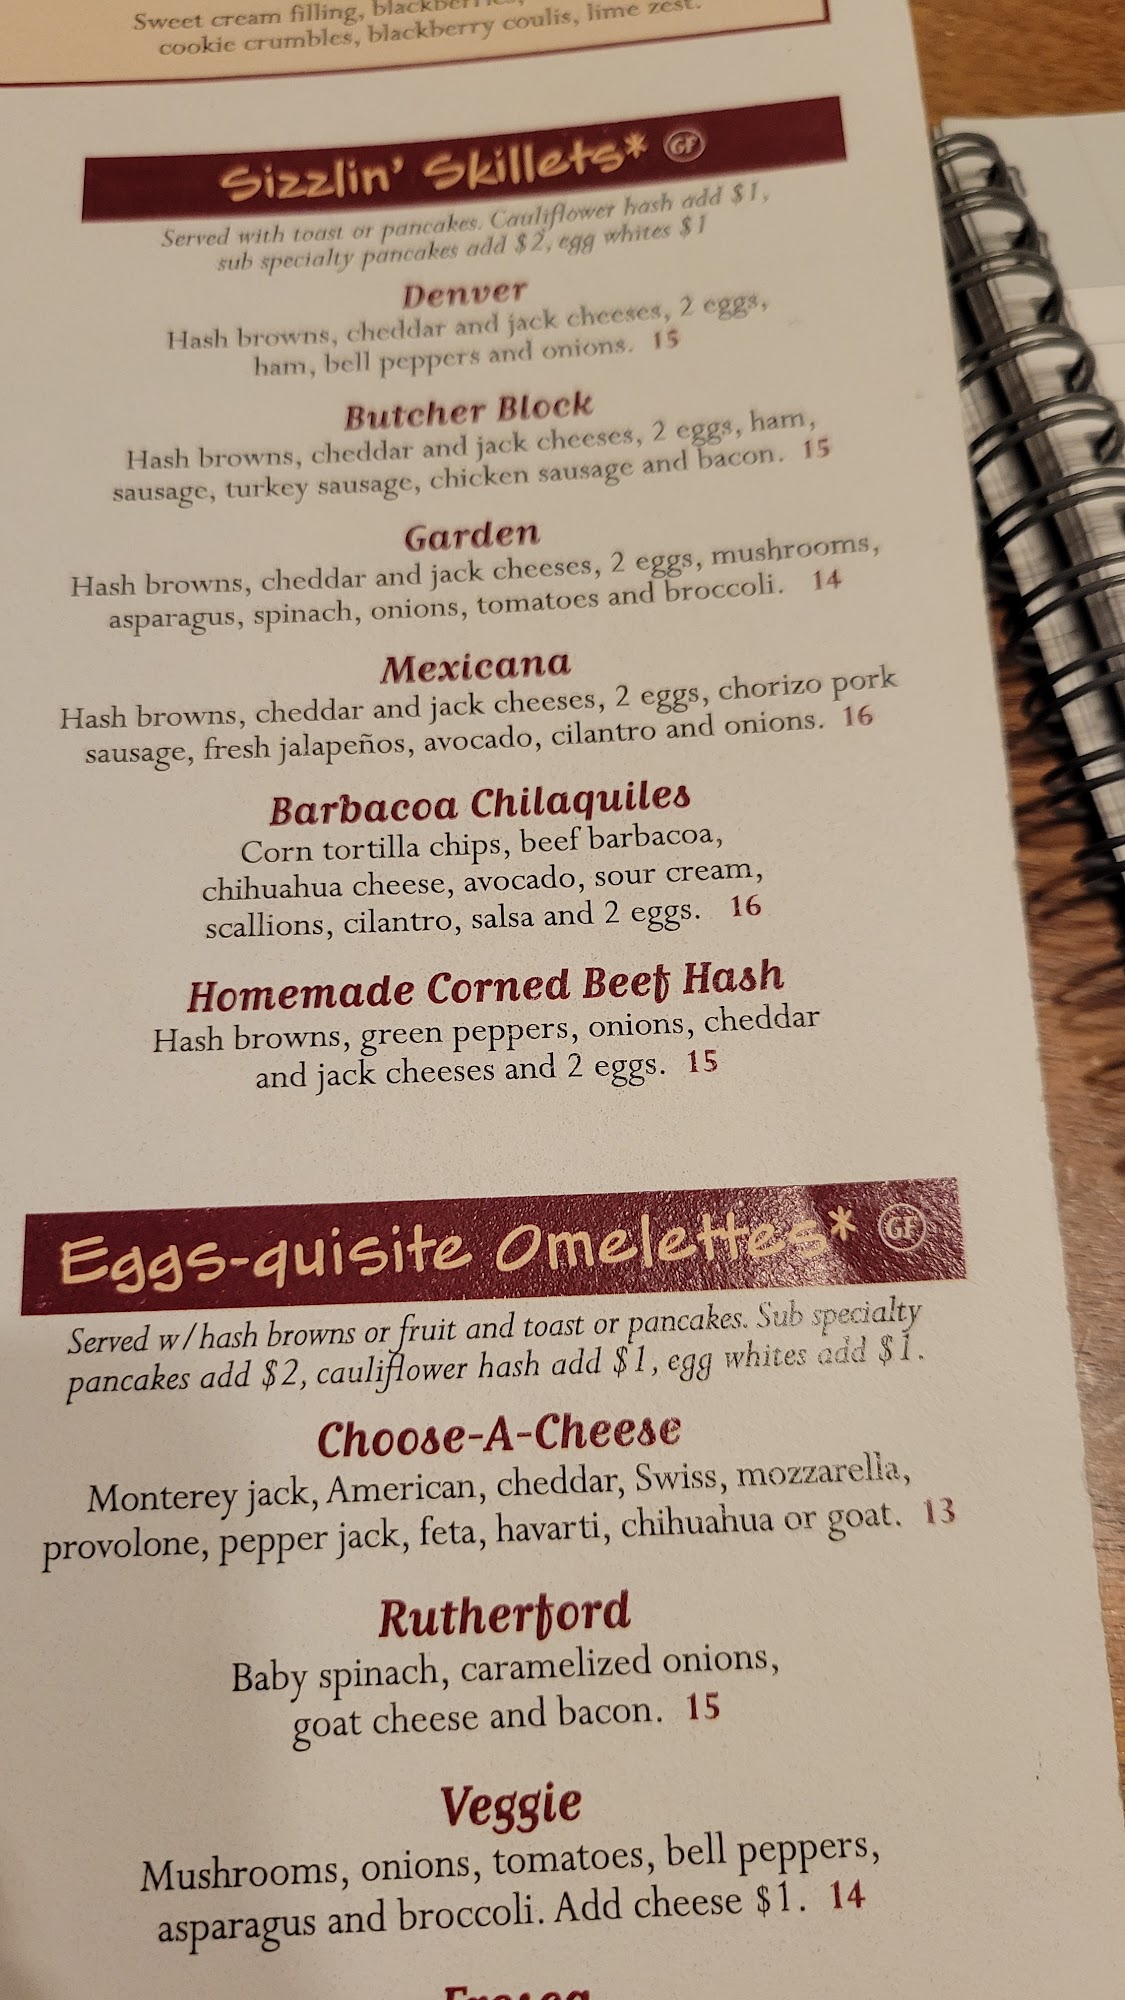 Sweet cream filling, blackberries,
cookie crumbles, blackberry coulis, lime zest.
Sizzlin' Skillets* GF
Served with toast or pancakes. Cauliflower hash add $1,
sub specialty pancakes add $2, egg whites $1
Denver
Hash browns, cheddar and jack cheeses, 2 eggs,
ham, bell peppers and onions. 15
Butcher Block
Hash browns, cheddar and jack cheeses, 2 eggs, ham,
sausage, turkey sausage, chicken sausage and bacon. 15
Garden
Hash browns, cheddar and jack cheeses, 2 eggs, mushrooms,
asparagus, spinach, onions, tomatoes and broccoli. 14
Mexicana
Hash browns, cheddar and jack cheeses, 2 eggs, chorizo pork
sausage, fresh jalapeños, avocado, cilantro and onions. 16
Barbacoa Chilaquiles
Corn tortilla chips, beef barbacoa,
chihuahua cheese, avocado, sour cream,
scallions, cilantro, salsa and 2 eggs. 16
Homemade Corned Beef Hash
Hash browns, green peppers, onions, cheddar
and jack cheeses and 2 eggs. 15
Eggs-quisite Omelettes* GF
Served w/hash browns or fruit and toast or pancakes. Sub specialty
pancakes add $2, cauliflower hash add $1, egg whites add $1.
Choose-A-Cheese
Monterey jack, American, cheddar, Swiss, mozzarella,
provolone, pepper jack, feta, havarti, chihuahua or goat. 13
Rutherford
Baby spinach, caramelized onions,
goat cheese and bacon. 15
Veggie
Mushrooms, onions, tomatoes, bell peppers,
asparagus and broccoli. Add cheese $1. 14